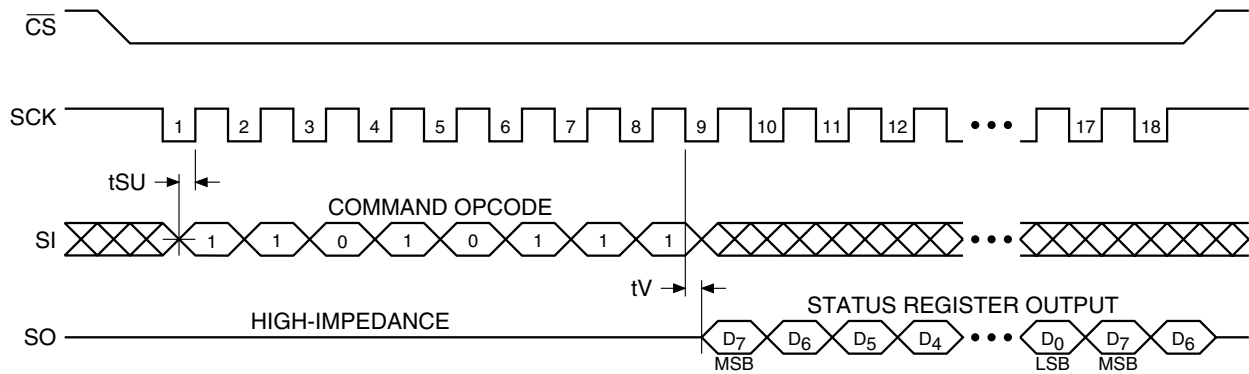 CS
SCK 1 2 3 4 5 6 7 8 9 10 11 12 ••• 17 18
tSU
COMMAND OPCODE
SI 1 1 0 1 0 1 1 1 •••
tV
HIGH-IMPEDANCE
STATUS REGISTER OUTPUT
SO D7 D6 D5 D4 ••• D0 D7 D6
MSB LSB MSB